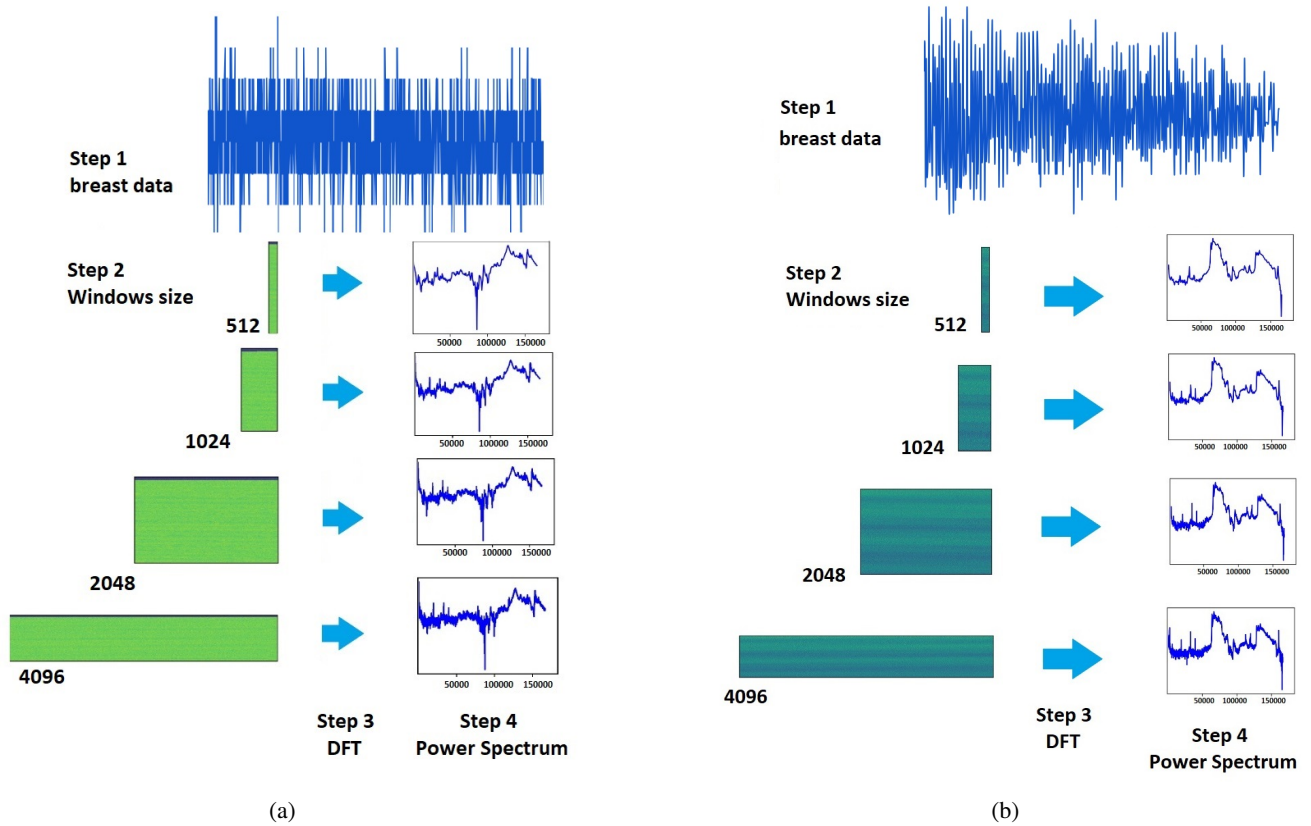 Step 1
breast data
Step 2
Windows size
512
50000 100000 150000
1024
50000 100000 150000
2048
50000 100000 150000
4096
50000 100000 150000
Step 3
DFT
Step 4
Power Spectrum
(a)
Step 1
breast data
Step 2
Windows size
512
50000 100000 150000
1024
50000 100000 150000
2048
50000 100000 150000
4096
50000 100000 150000
Step 3
DFT
Step 4
Power Spectrum
(b)